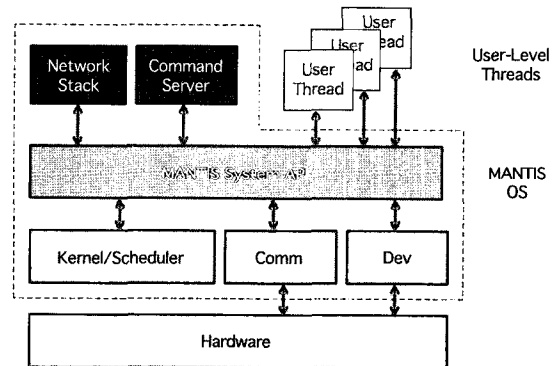 User
User
Thread
User
Thread
Network
Stack
Command
Server
User-Level
Threads
MANTIS System API
MANTIS
OS
Kernel/Scheduler
Comm
Dev
Hardware